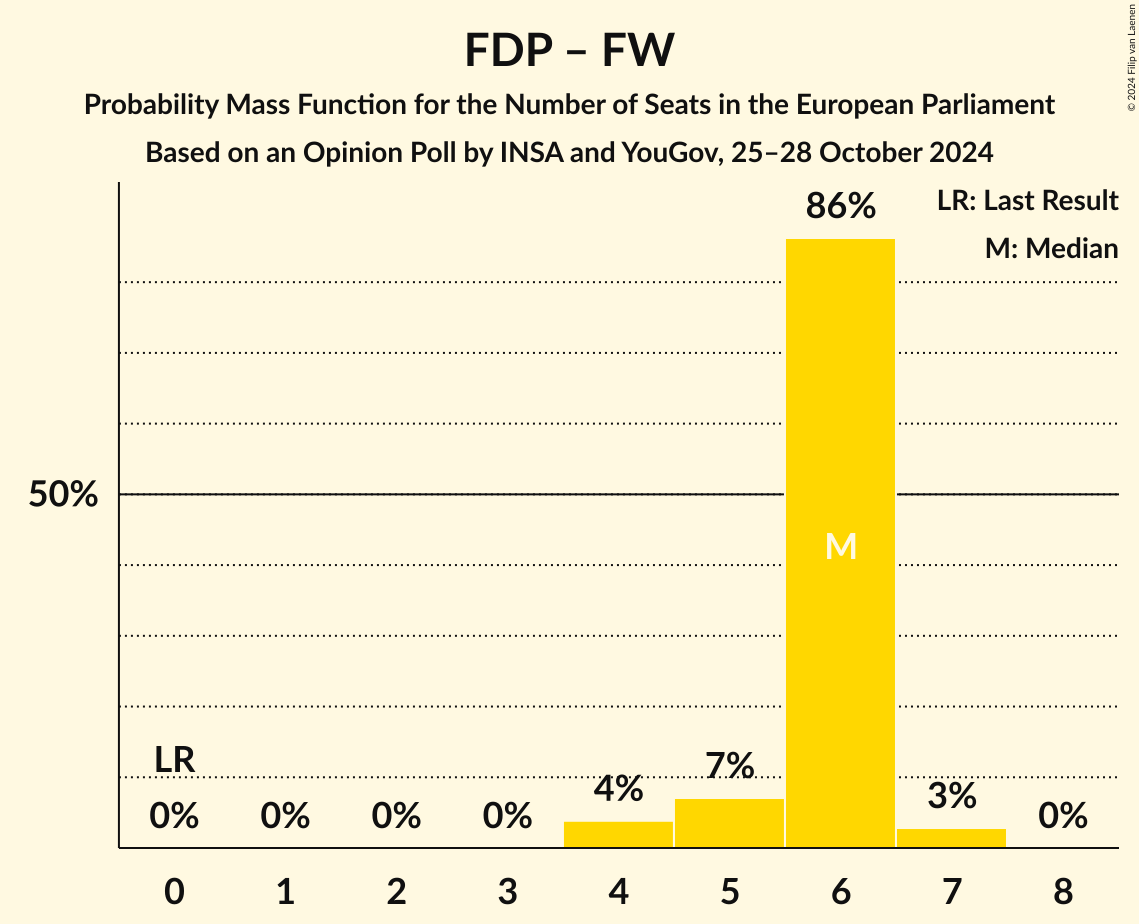 FDP – FW
Probability Mass Function for the Number of Seats in the European Parliament
Based on an Opinion Poll by INSA and YouGov, 25–28 October 2024
© 2024 Filip van Laenen
LR: Last Result
M: Median
86%
50%
M
LR
0%
0%
0%
0%
4%
7%
3%
0%
0
1
2
3
4
5
6
7
8